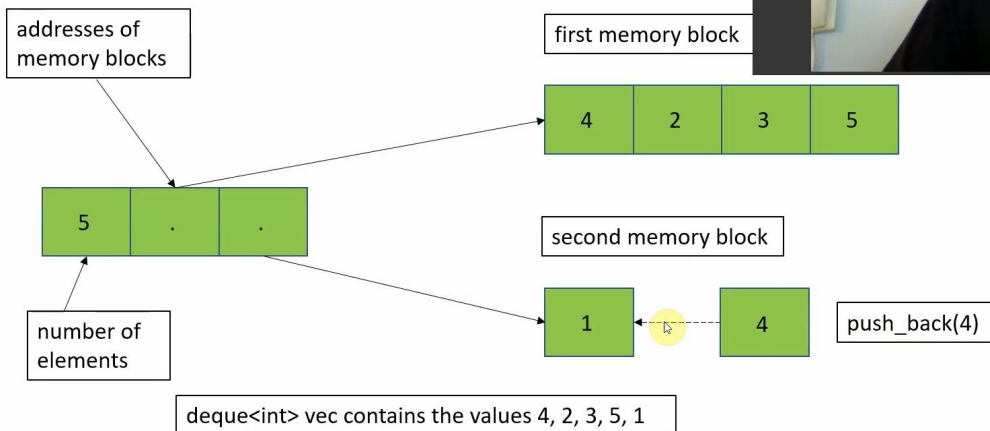 addresses of
memory blocks
first memory block
4 2 3 5
5 . .
second memory block
1 4
push_back(4)
number of
elements
deque<int> vec contains the values 4, 2, 3, 5, 1